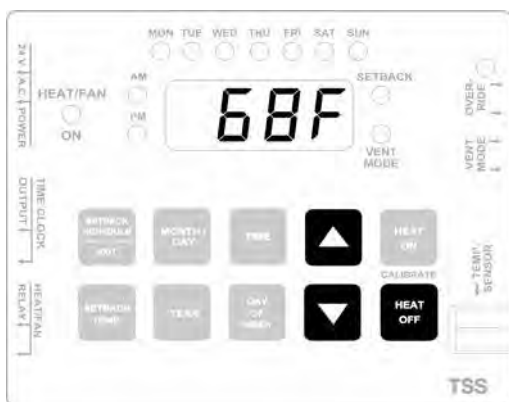 MON TUE WED THU FRI SAT SUN
24 V A.C. POWER
HEAT/FAN
ON
AM
PM
68F
SETBACK
VENT
MODE
OVER-
RIDE
VENT
MODE
TIME CLOCK
OUTPUT
SETBACK
SCHEDULE
MONTH /
DAY
TIME
HEAT
ON
CALIBRATE
TEMP.
SENSOR
HEAT/FAN
RELAY
SETBACK
TEMP
YEAR
DAY
OF
WEEK
HEAT
OFF
TSS